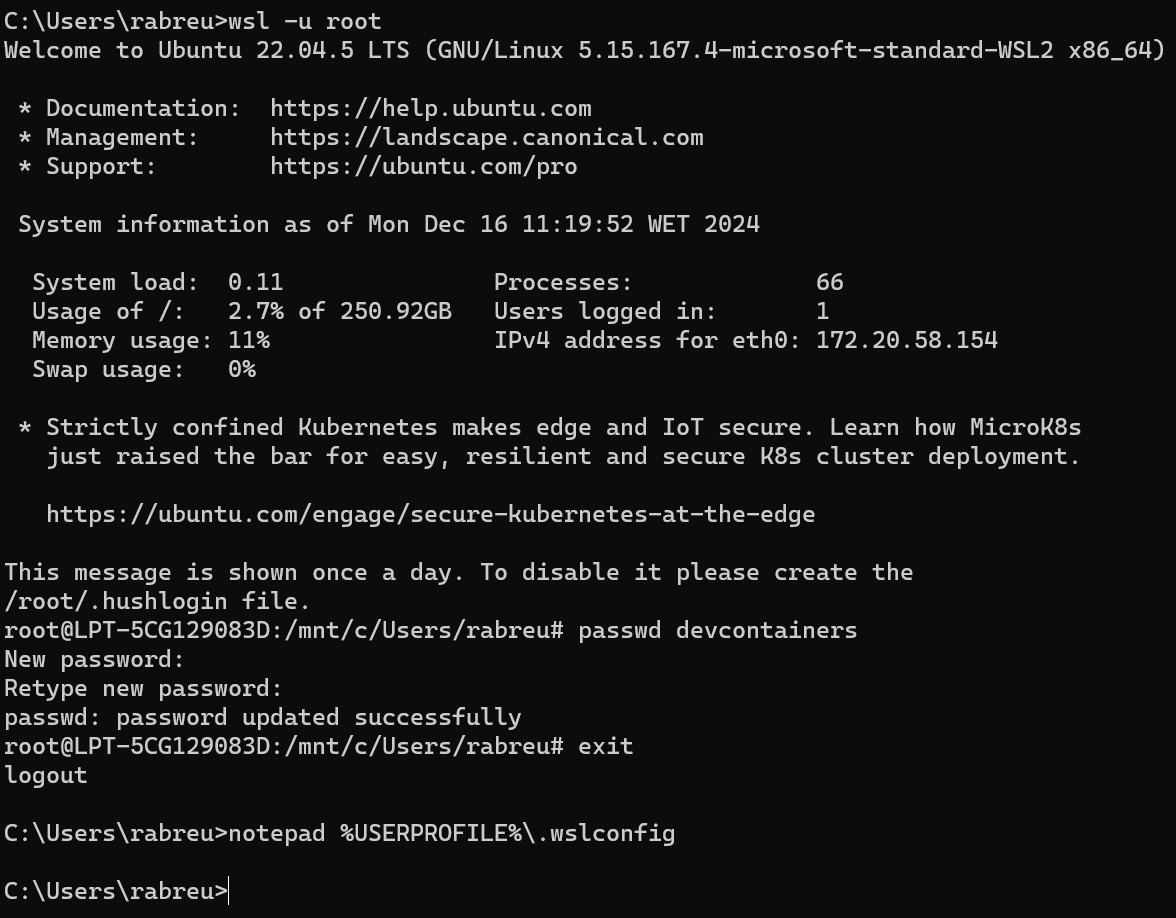 C:\Users\rabreu>wsl -u root
Welcome to Ubuntu 22.04.5 LTS (GNU/Linux 5.15.167.4-microsoft-standard-WSL2 x86_64)
* Documentation:  https://help.ubuntu.com
* Management:     https://landscape.canonical.com
* Support:        https://ubuntu.com/pro
System information as of Mon Dec 16 11:19:52 WET 2024
System load:  0.11               Processes:             66
Usage of /:   2.7% of 250.92GB   Users logged in:       1
Memory usage: 11%                IPv4 address for eth0: 172.20.58.154
Swap usage:   0%
* Strictly confined Kubernetes makes edge and IoT secure. Learn how MicroK8s
just raised the bar for easy, resilient and secure K8s cluster deployment.
https://ubuntu.com/engage/secure-kubernetes-at-the-edge
This message is shown once a day. To disable it please create the
/root/.hushlogin file.
root@LPT-5CG129083D:/mnt/c/Users/rabreu# passwd devcontainers
New password:
Retype new password:
passwd: password updated successfully
root@LPT-5CG129083D:/mnt/c/Users/rabreu# exit
logout
C:\Users\rabreu>notepad %USERPROFILE%\.wslconfig
C:\Users\rabreu>